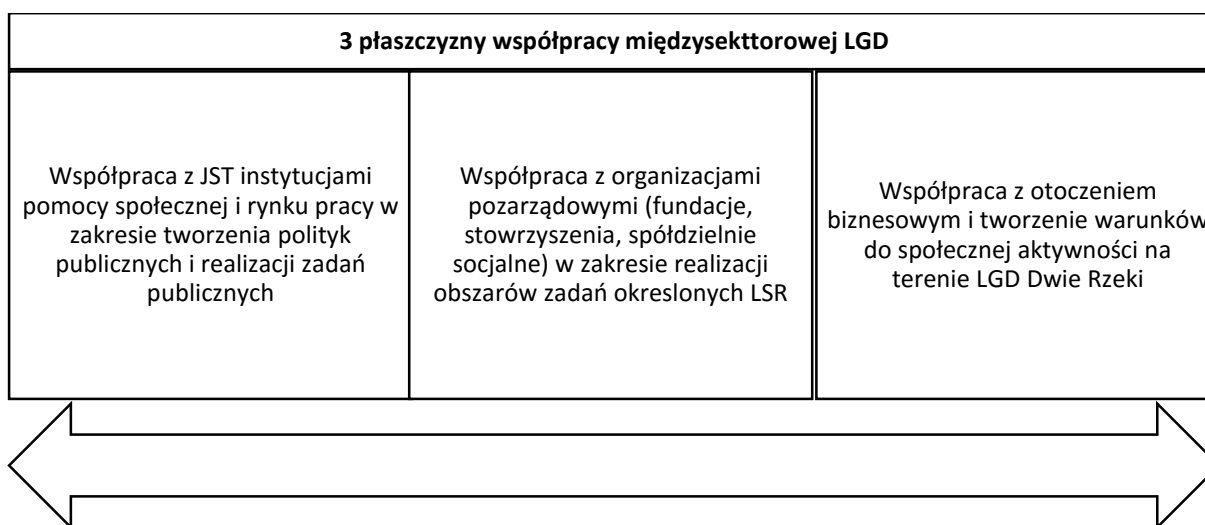 3 płaszczyzny współpracy międzysekttorowej LGD
Współpraca z JST instytucjami
pomocy społecznej i rynku pracy w
zakresie tworzenia polityk
publicznych i realizacji zadań
publicznych
Współpraca z organizacjami
pozarządowymi (fundacje,
stowrzyszenia, spółdzielnie
socjalne) w zakresie realizacji
obszarów zadań okreslonych LSR
Współpraca z otoczeniem
biznesowym i tworzenie warunków
do społecznej aktywności na
terenie LGD Dwie Rzeki